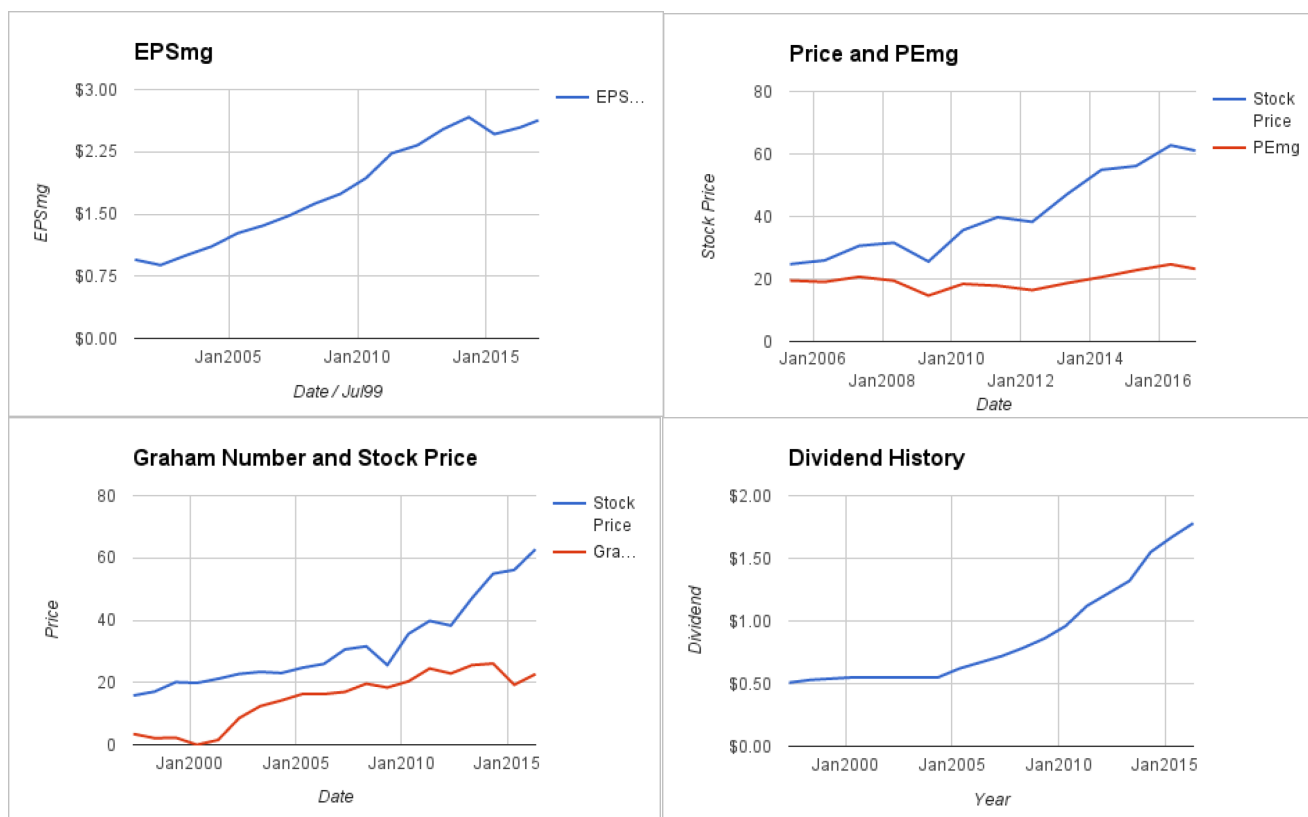 EPSmg
$3.00
$2.25
$1.50
$0.75
$0.00
EPSmg
Jan2005
Jan2010
Jan2015
Date / Jul99
EPS...
Price and PEmg
80
60
40
20
0
Stock Price
Jan2006
Jan2008
Jan2010
Jan2012
Jan2014
Jan2016
Date
Stock
Price
PEmg
Graham Number and Stock Price
80
60
40
20
0
Price
Jan2000
Jan2005
Jan2010
Jan2015
Date
Stock
Price
Gra...
Dividend History
$2.00
$1.50
$1.00
$0.50
$0.00
Dividend
Jan2000
Jan2005
Jan2010
Jan2015
Year